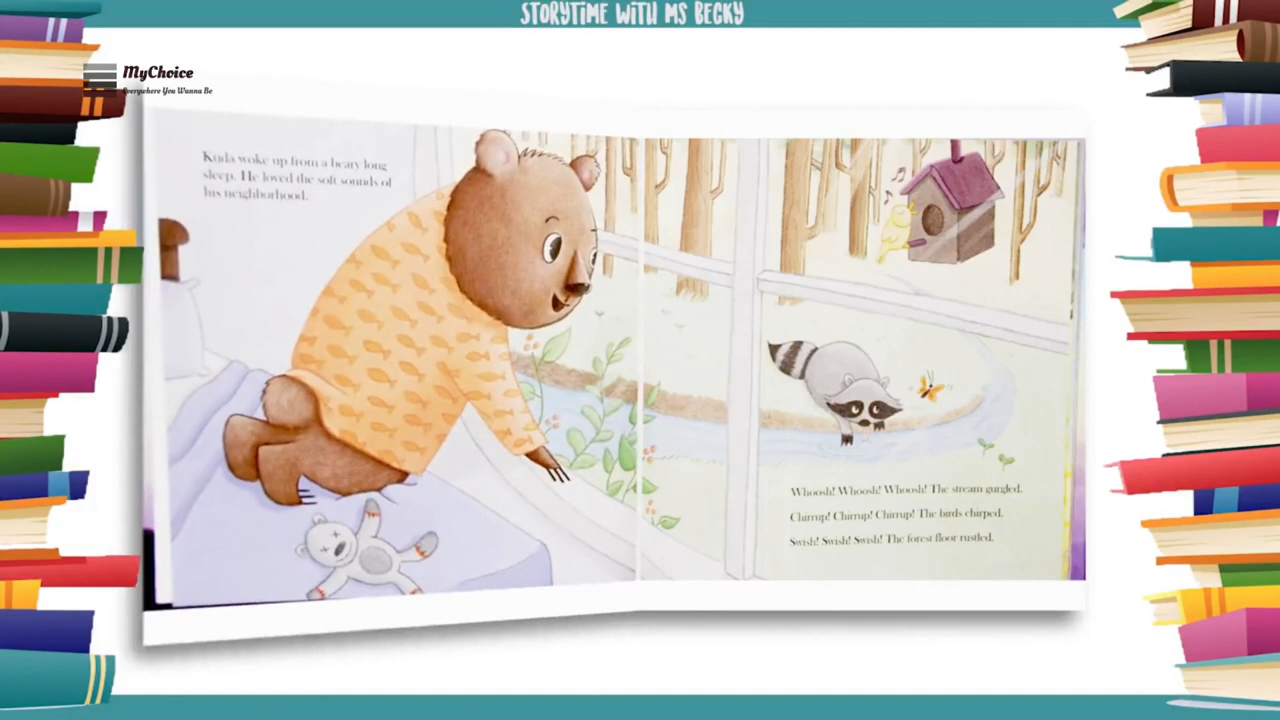 STORYTIME WITH MS BECKY
MyChoice
Everywhere You Wanna Be
Kuda woke up from a beary long
sleep. He loved the soft sounds of
his neighborhood.
Whoosh! Whoosh! Whoosh! The stream gurgled.
Chirrup! Chirrup! Chirrup! The birds chirped.
Swish! Swish! Swish! The forest floor rustled.